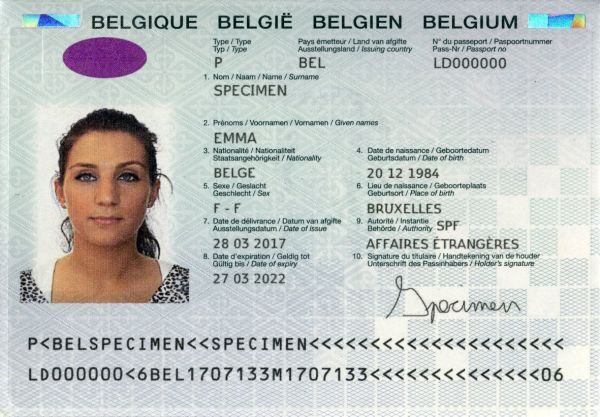 BELGIQUE BELGIË BELGIEN BELGIUM
Type / Type
Typ / Type
P
Pays émetteur / Land van afgifte
Ausstellungsland / Issuing country
BEL
N° du passeport / Paspoortnummer
Pass-Nr / Passport no
LD000000
1. Nom / Naam / Name / Surname
SPECIMEN
2. Prénoms / Voornamen / Vornamen / Given names
EMMA
3. Nationalité / Nationaliteit
Staatsangehörigkeit / Nationality
BELGE
4. Date de naissance / Geboortedatum
Geburtsdatum / Date of birth
20 12 1984
5. Sexe / Geslacht
Geschlecht / Sex
F - F
6. Lieu de naissance / Geboorteplaats
Geburtsort / Place of birth
BRUXELLES
7. Date de délivrance / Datum van afgifte
Ausstellungsdatum / Date of issue
28 03 2017
9. Autorité / Instantie
Behörde / Authority SPF
AFFAIRES ÉTRANGÈRES
8. Date d'expiration / Geldig tot
Gültig bis / Date of expiry
27 03 2022
10. Signature du titulaire / Handtekening van de houder
Unterschrift des Passinhabers / Holder's signature
Specimen
P<BELSPECIMEN<<SPECIMEN<<<<<<<<<<<<<<<<<<<<<
LD000000<6BEL1707133M1707133<<<<<<<<<<<<<<06